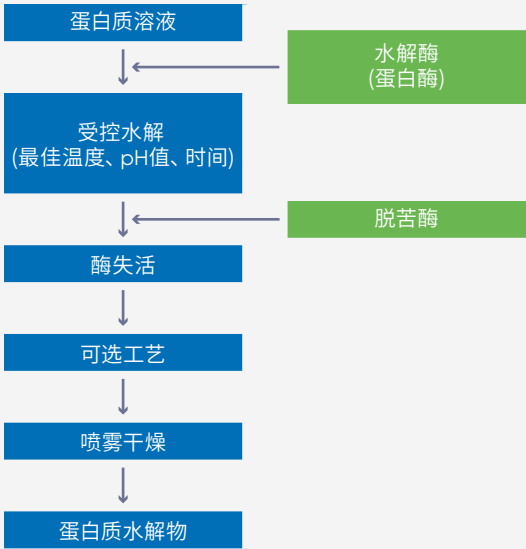 蛋白质溶液
水解酶
(蛋白酶)
受控水解
(最佳温度、pH值、时间)
脱苦酶
酶失活
可选工艺
喷雾干燥
蛋白质水解物